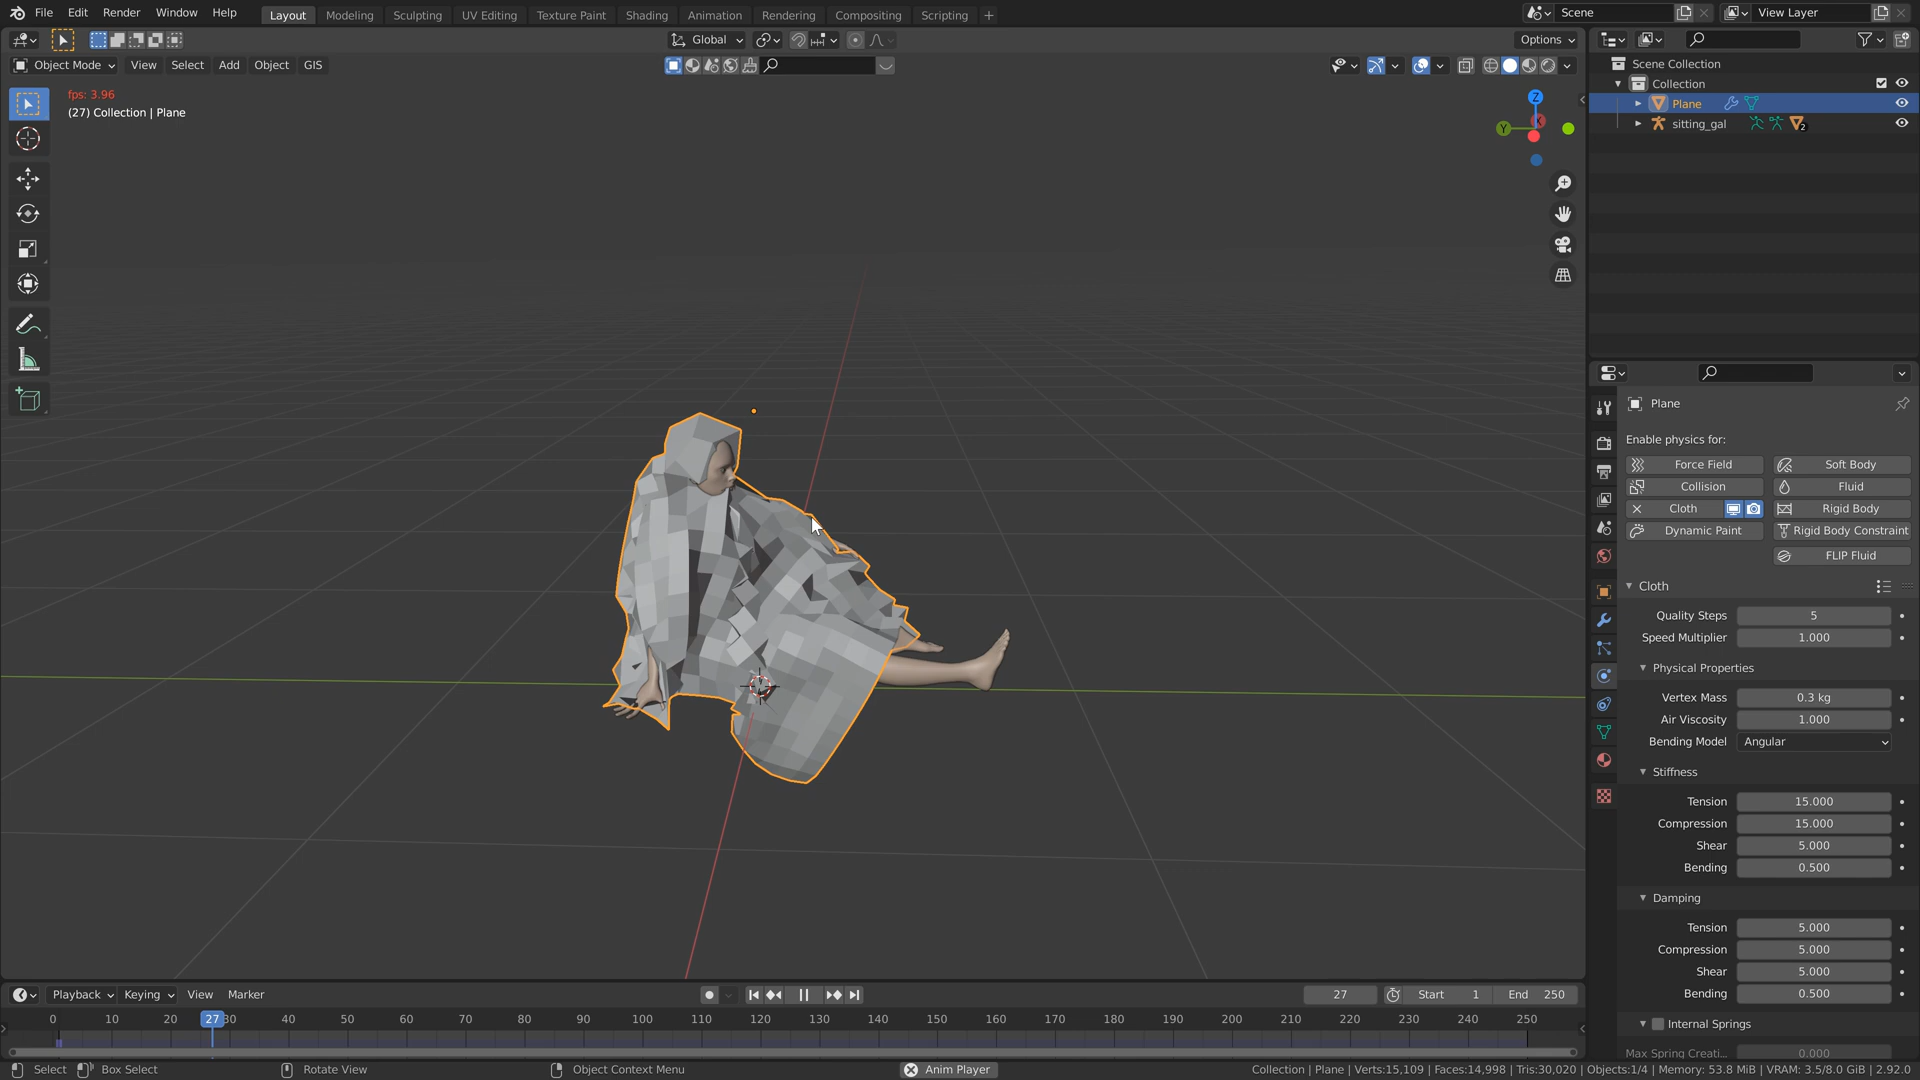 File Edit Render Window Help Layout Modeling Sculpting UV Editing Texture Paint Shading Animation Rendering Compositing Scripting Scene View Layer
Global Options
Object Mode View Select Add Object GIS
Scene Collection
Collection
Plane
sitting_gal
2
fps: 3.96
(27) Collection | Plane
Z
Y
X
Plane
Enable physics for:
Force Field Soft Body
Collision Fluid
Cloth Rigid Body
Dynamic Paint Rigid Body Constraint
FLIP Fluid
Cloth
Quality Steps 5
Speed Multiplier 1.000
Physical Properties
Vertex Mass 0.3 kg
Air Viscosity 1.000
Bending Model Angular
Stiffness
Tension 15.000
Compression 15.000
Shear 5.000
Bending 0.500
Damping
Tension 5.000
Compression 5.000
Shear 5.000
Bending 0.500
Internal Springs
Max Spring Creati... 0.000
Playback Keying View Marker 27 Start 1 End 250
0 10 20 27 30 40 50 60 70 80 90 100 110 120 130 140 150 160 170 180 190 200 210 220 230 240 250
Select Box Select Rotate View Object Context Menu Anim Player Collection | Plane | Verts:15,109 | Faces:14,998 | Tris:30,020 | Objects:1/4 | Memory: 53.8 MiB | VRAM: 3.5/8.0 GiB | 2.92.0